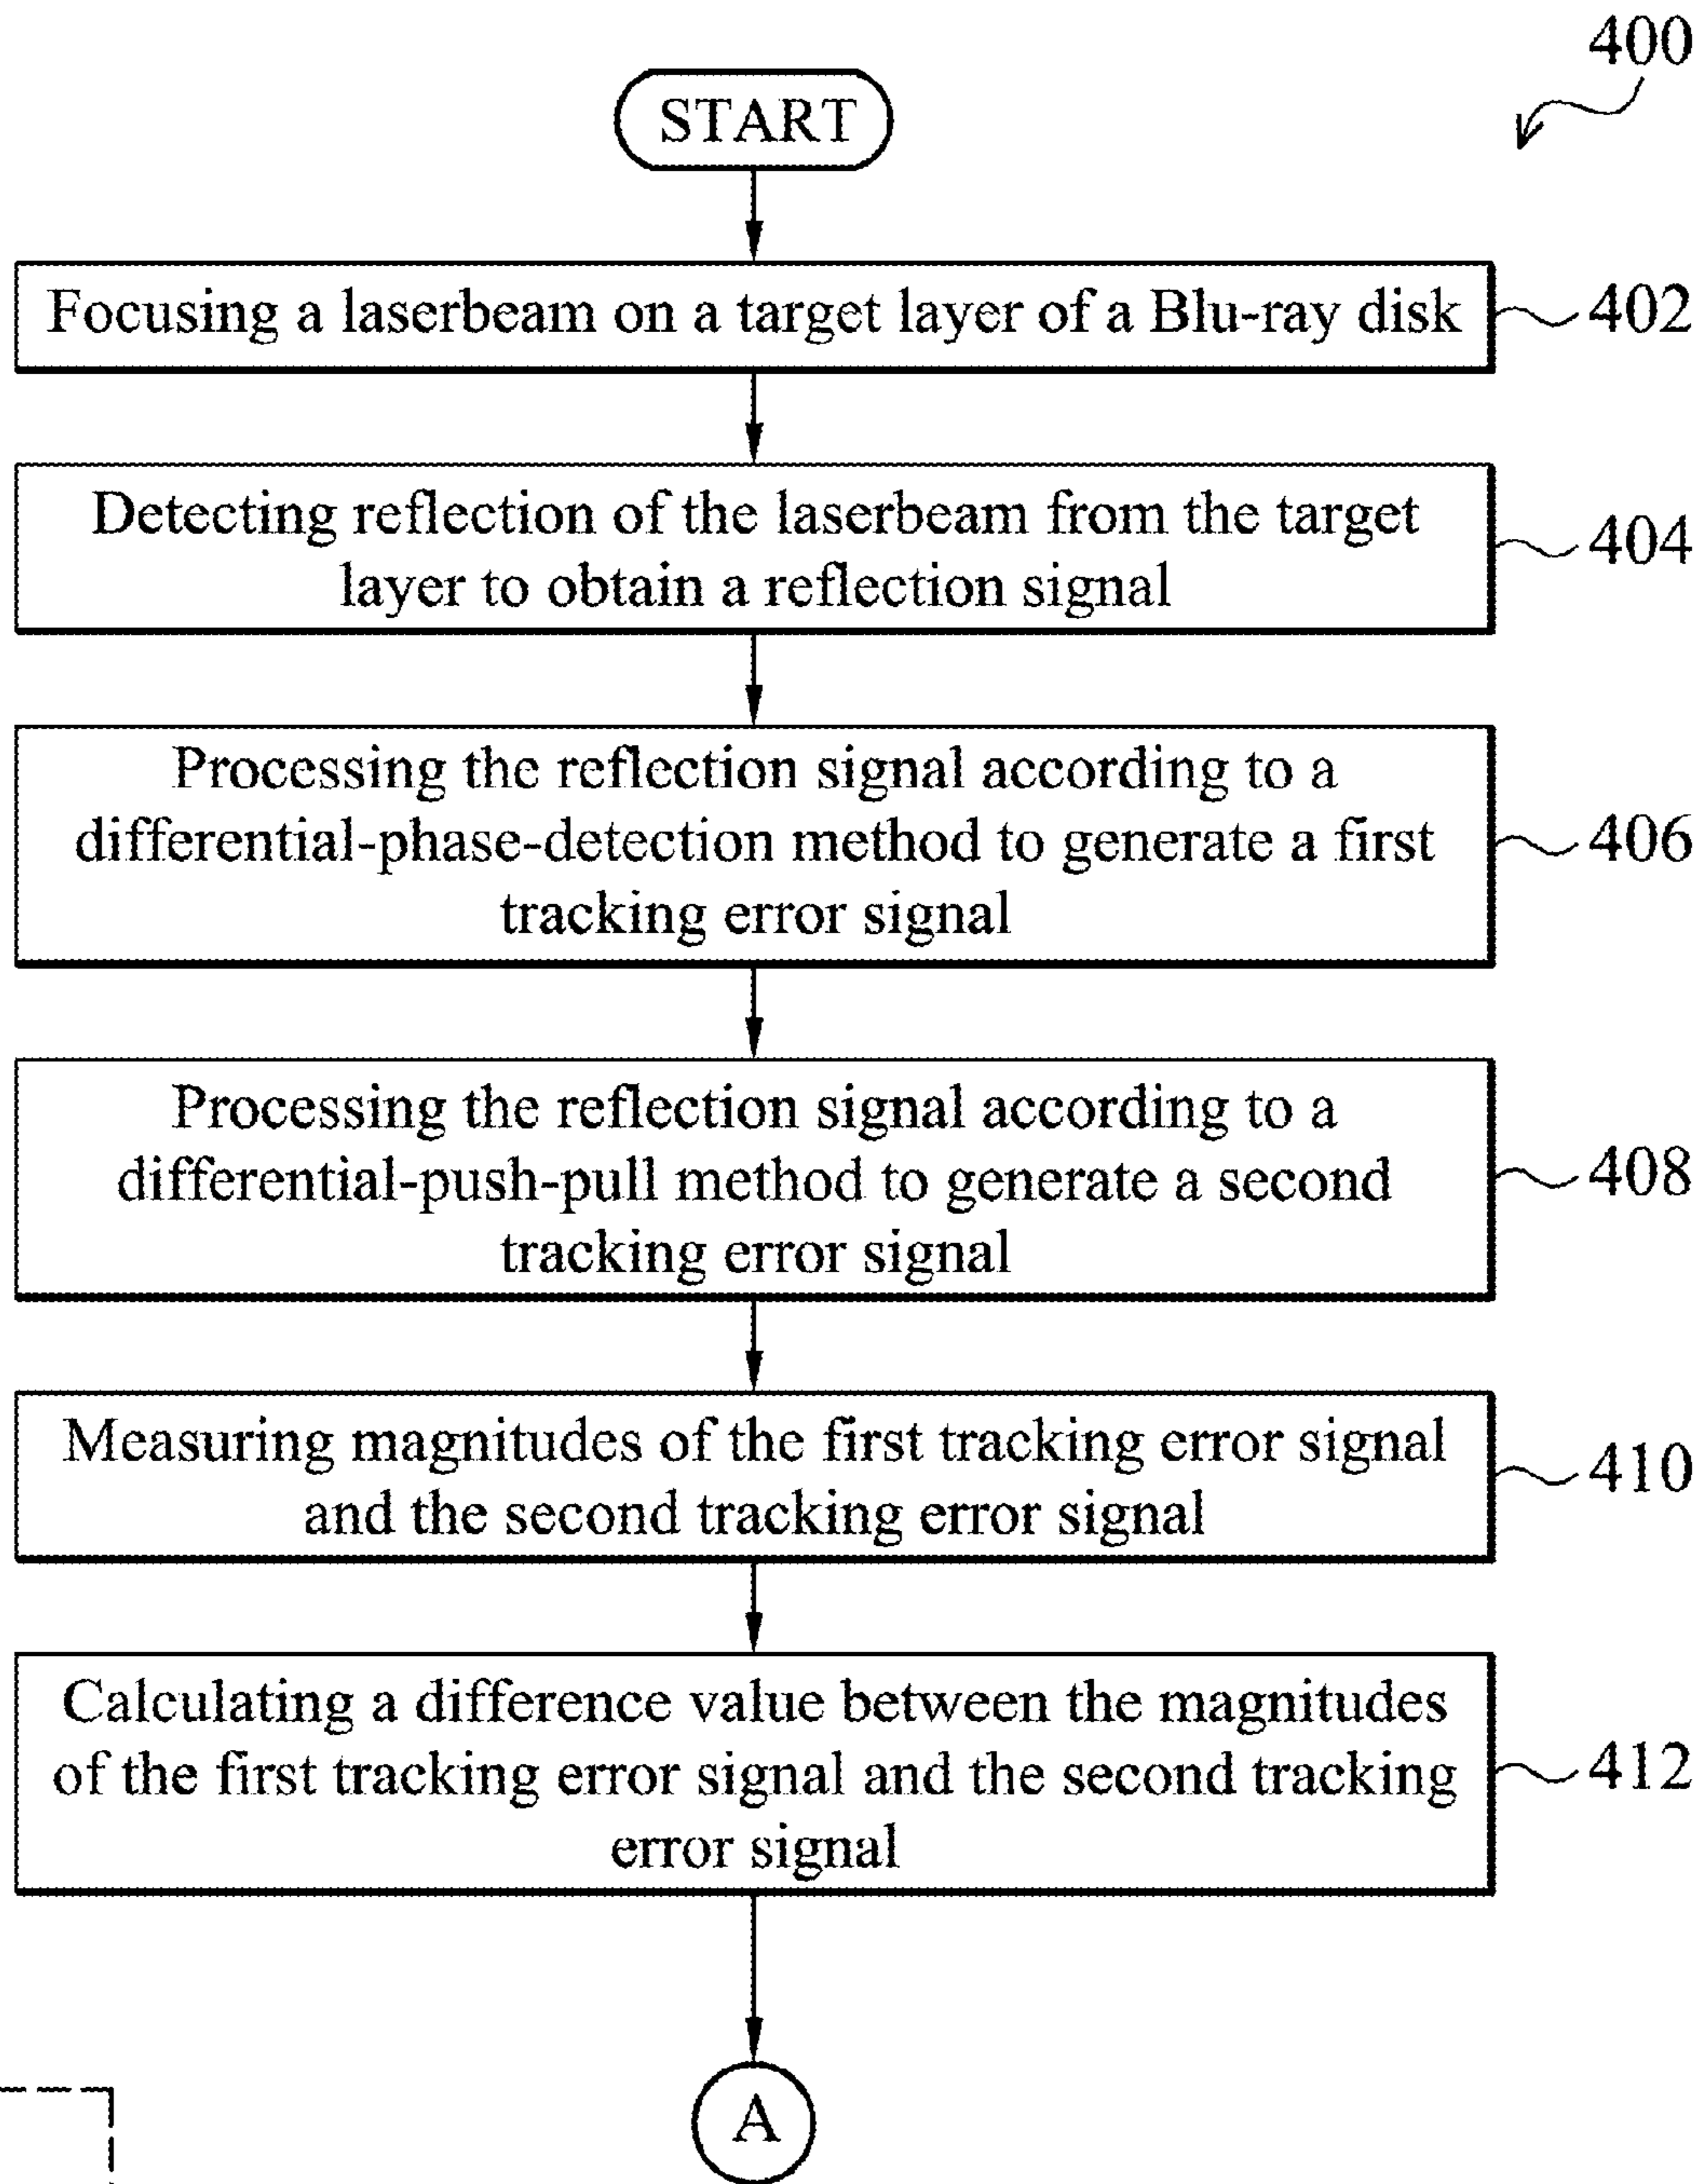 400
START
Focusing a laserbeam on a target layer of a Blu-ray disk
402
Detecting reflection of the laserbeam from the target
layer to obtain a reflection signal
404
Processing the reflection signal according to a
differential-phase-detection method to generate a first
tracking error signal
406
Processing the reflection signal according to a
differential-push-pull method to generate a second
tracking error signal
408
Measuring magnitudes of the first tracking error signal
and the second tracking error signal
410
Calculating a difference value between the magnitudes
of the first tracking error signal and the second tracking
error signal
412
A